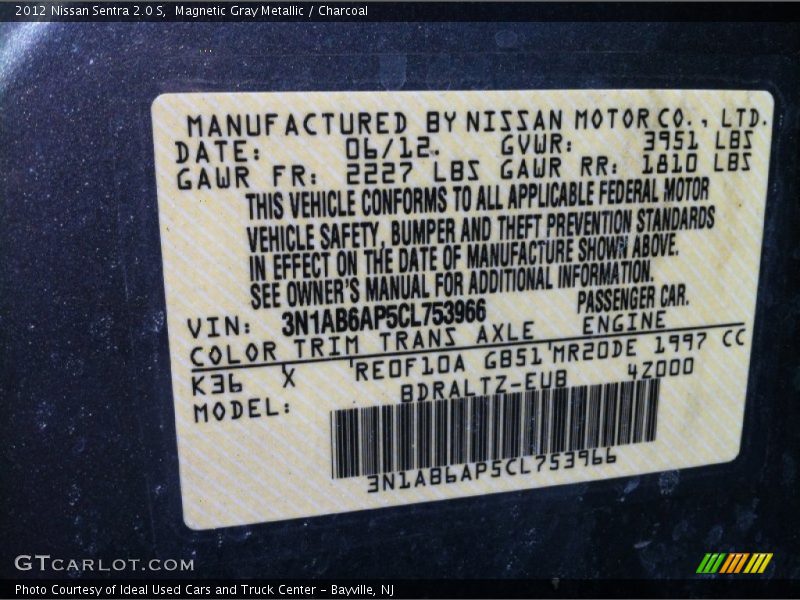 2012 Nissan Sentra 2.0 S,  Magnetic Gray Metallic / Charcoal
MANUFACTURED BY NISSAN MOTOR CO., LTD.
DATE: 06/12. GVWR: 3951 LBS
GAWR FR: 2227 LBS GAWR RR: 1810 LBS
THIS VEHICLE CONFORMS TO ALL APPLICABLE FEDERAL MOTOR
VEHICLE SAFETY, BUMPER AND THEFT PREVENTION STANDARDS
IN EFFECT ON THE DATE OF MANUFACTURE SHOWN ABOVE.
SEE OWNER'S MANUAL FOR ADDITIONAL INFORMATION.
VIN: 3N1AB6AP5CL753966 PASSENGER CAR.
COLOR TRIM TRANS AXLE ENGINE
K36 X RE0F10A GB51 MR20DE 1997 CC
MODEL: BDRALTZ-EUB 4Z000
3N1AB6AP5CL753966
GTCARLOT.COM
Photo Courtesy of Ideal Used Cars and Truck Center - Bayville, NJ